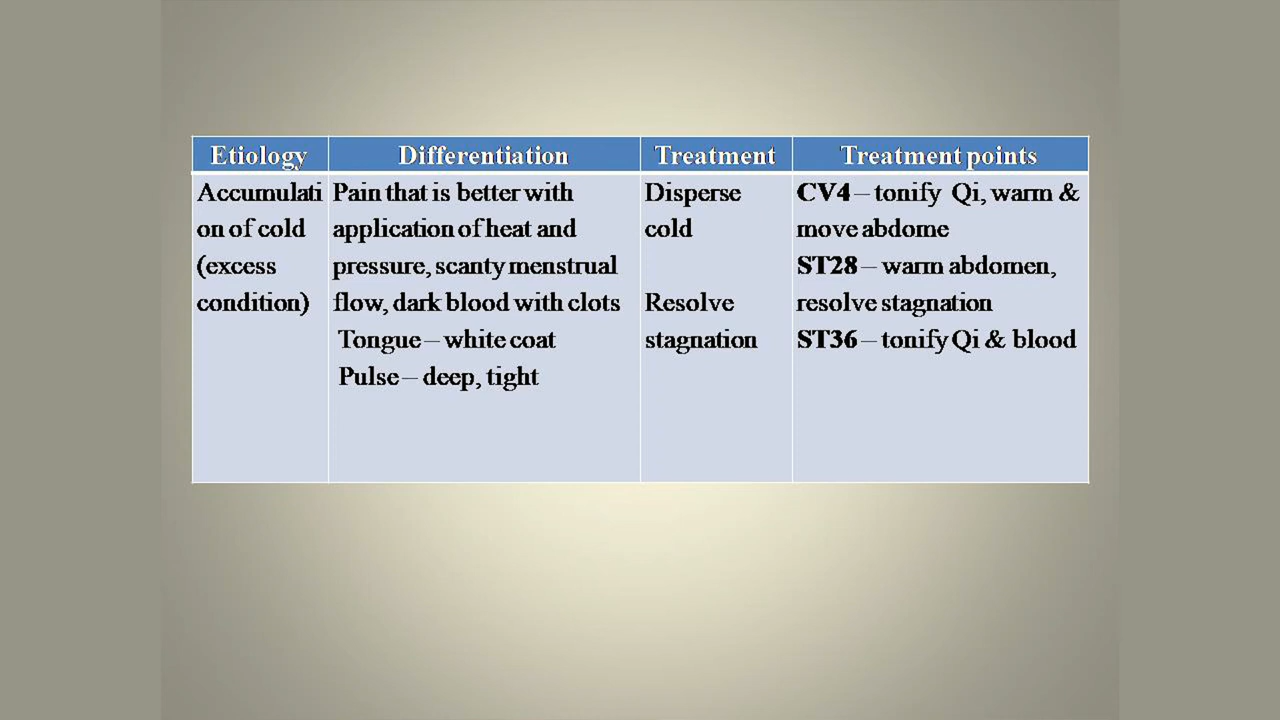 Etiology
Differentiation
Treatment
Treatment points
Accumulati
on of cold
(excess
condition)
Pain that is better with
application of heat and
pressure, scanty menstrual
flow, dark blood with clots
Tongue – white coat
Pulse – deep, tight
Disperse
cold
Resolve
stagnation
CV4 – tonify Qi, warm &
move abdome
ST28 – warm abdomen,
resolve stagnation
ST36 – tonify Qi & blood